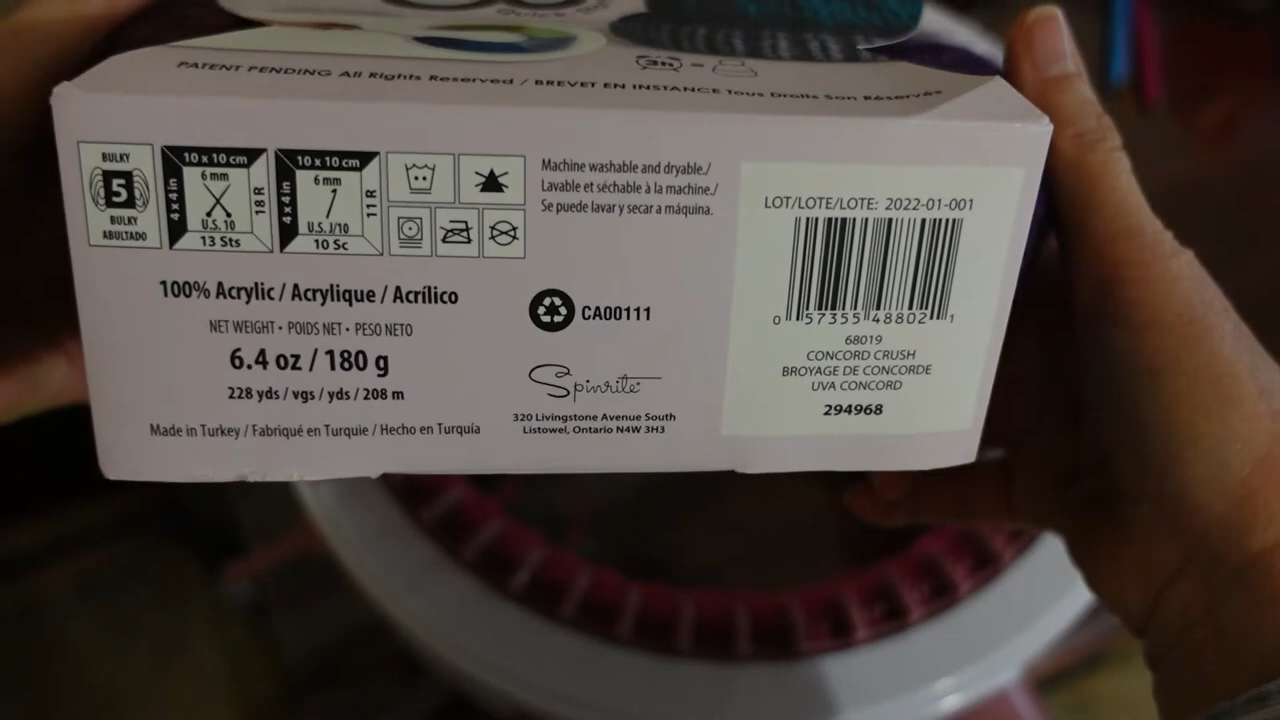 3h =
PATENT PENDING All Rights Reserved / BREVET EN INSTANCE Tous Droits Son Réservés
BULKY
5
BULKY
ABULTADO
10 x 10 cm
4 x 4 in
6 mm
18 R
U.S. 10
13 Sts
10 x 10 cm
4 x 4 in
6 mm
11 R
U.S. J/10
10 Sc
Machine washable and dryable./
Lavable et séchable à la machine./
Se puede lavar y secar a máquina.
100% Acrylic / Acrylique / Acrílico
NET WEIGHT • POIDS NET • PESO NETO
6.4 oz / 180 g
228 yds / vgs / yds / 208 m
Made in Turkey / Fabriqué en Turquie / Hecho en Turquía
CA00111
Spinrite
320 Livingstone Avenue South
Listowel, Ontario N4W 3H3
LOT/LOTE/LOTE: 2022-01-001
0 57355 48802 1
68019
CONCORD CRUSH
BROYAGE DE CONCORDE
UVA CONCORD
294968